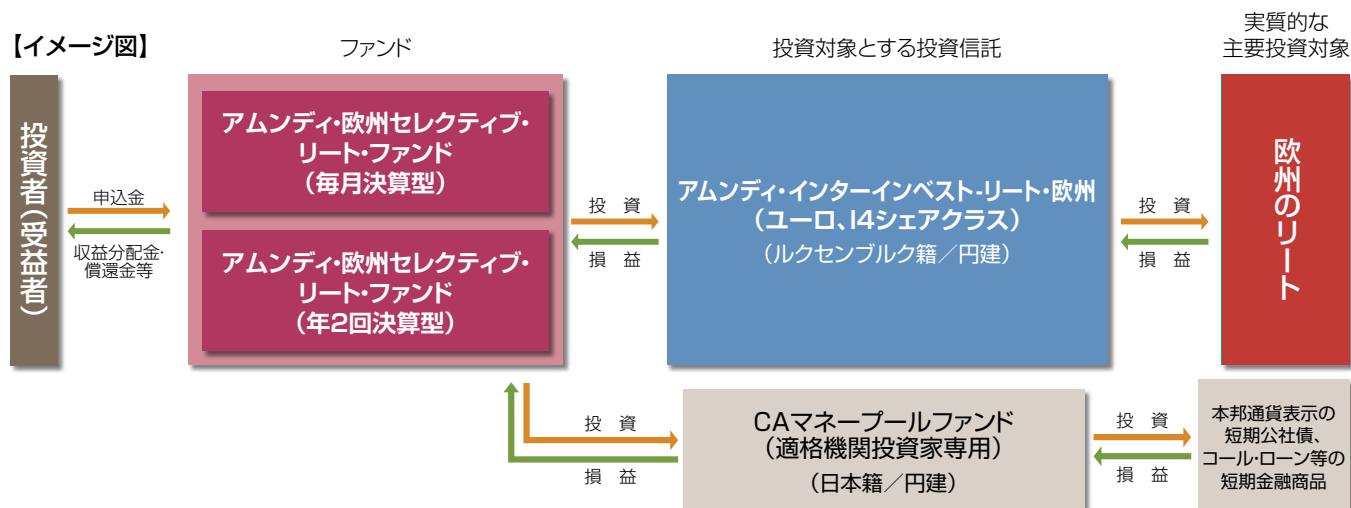 【イメージ図】
ファンド
投資対象とする投資信託
実質的な
主要投資対象
投資者(受益者)
申込金
収益分配金・
償還金等
アムンディ・欧州セレクティブ・
リート・ファンド
(毎月決算型)
アムンディ・欧州セレクティブ・
リート・ファンド
(年2回決算型)
投 資
損 益
アムンディ・インターインベスト-リート・欧州
(ユーロ、I4シェアクラス)
(ルクセンブルク籍/円建)
投 資
損 益
欧州のリート
投 資
損 益
CAマネープールファンド
(適格機関投資家専用)
(日本籍/円建)
投 資
損 益
本邦通貨表示の
短期公社債、
コール・ローン等の
短期金融商品